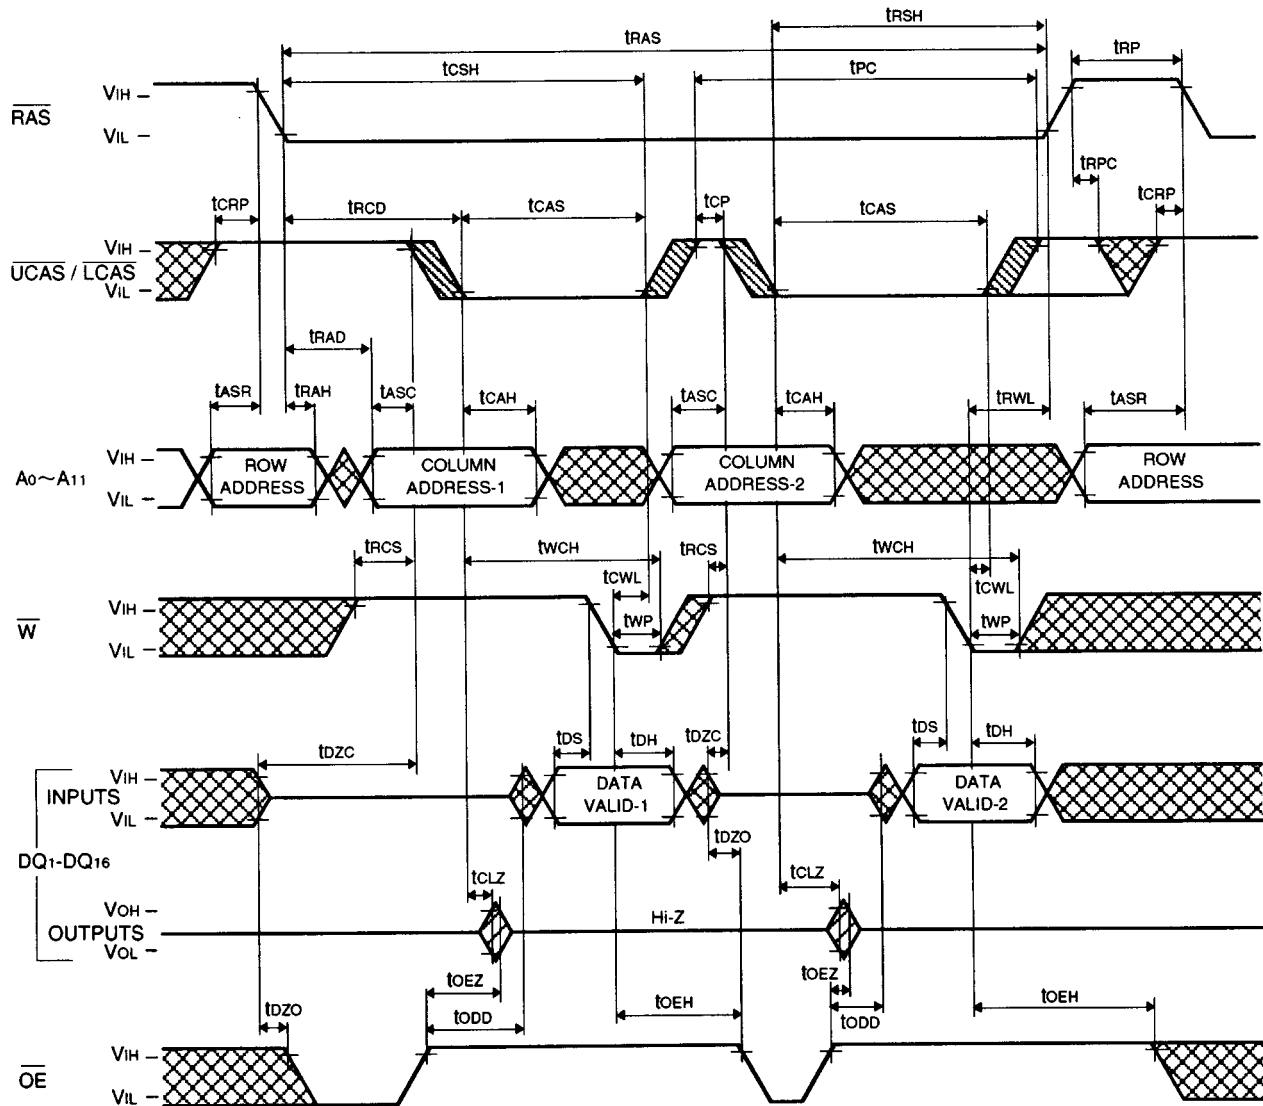 tRSH
tRAS
tRP
tCSH
tPC
VIH
RAS
VIL
tRPC
tCRP
tRCD
tCAS
tCP
tCAS
tCRP
VIH
UCAS / LCAS
VIL
tRAD
tASR
tRAH
tASC
tCAH
tASC
tCAH
tRWL
tASR
VIH
A0~A11
VIL
ROW ADDRESS
COLUMN ADDRESS-1
COLUMN ADDRESS-2
ROW ADDRESS
tRCS
tWCH
tRCS
tWCH
tCWL
tCWL
VIH
W
VIL
tWP
tWP
tDZC
tDS
tDH
tDZC
tDS
tDH
VIH
INPUTS
VIL
DATA VALID-1
DATA VALID-2
DQ1-DQ16
tDZO
tCLZ
tCLZ
VOH
OUTPUTS
VOL
Hi-Z
tOEZ
tOEZ
tDZO
tODD
tOEH
tODD
tOEH
VIH
OE
VIL